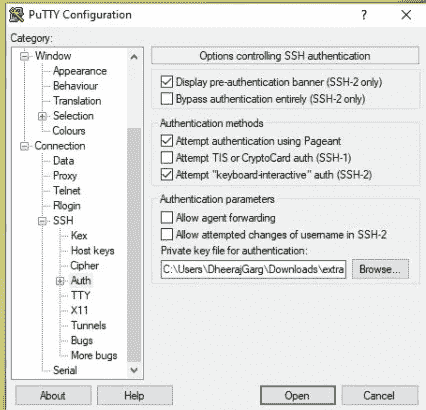 PuTTY Configuration
Category:
Window
Appearance
Behaviour
Translation
Selection
Colours
Connection
Data
Proxy
Telnet
Rlogin
SSH
Kex
Host keys
Cipher
Auth
TTY
X11
Tunnels
Bugs
More bugs
Serial
Options controlling SSH authentication
Display pre-authentication banner (SSH-2 only)
Bypass authentication entirely (SSH-2 only)
Authentication methods
Attempt authentication using Pageant
Attempt TIS or CryptoCard auth (SSH-1)
Attempt "keyboard-interactive" auth (SSH-2)
Authentication parameters
Allow agent forwarding
Allow attempted changes of username in SSH-2
Private key file for authentication:
C:\Users\DheerajGarg\Downloads\extra
Browse...
About
Help
Open
Cancel